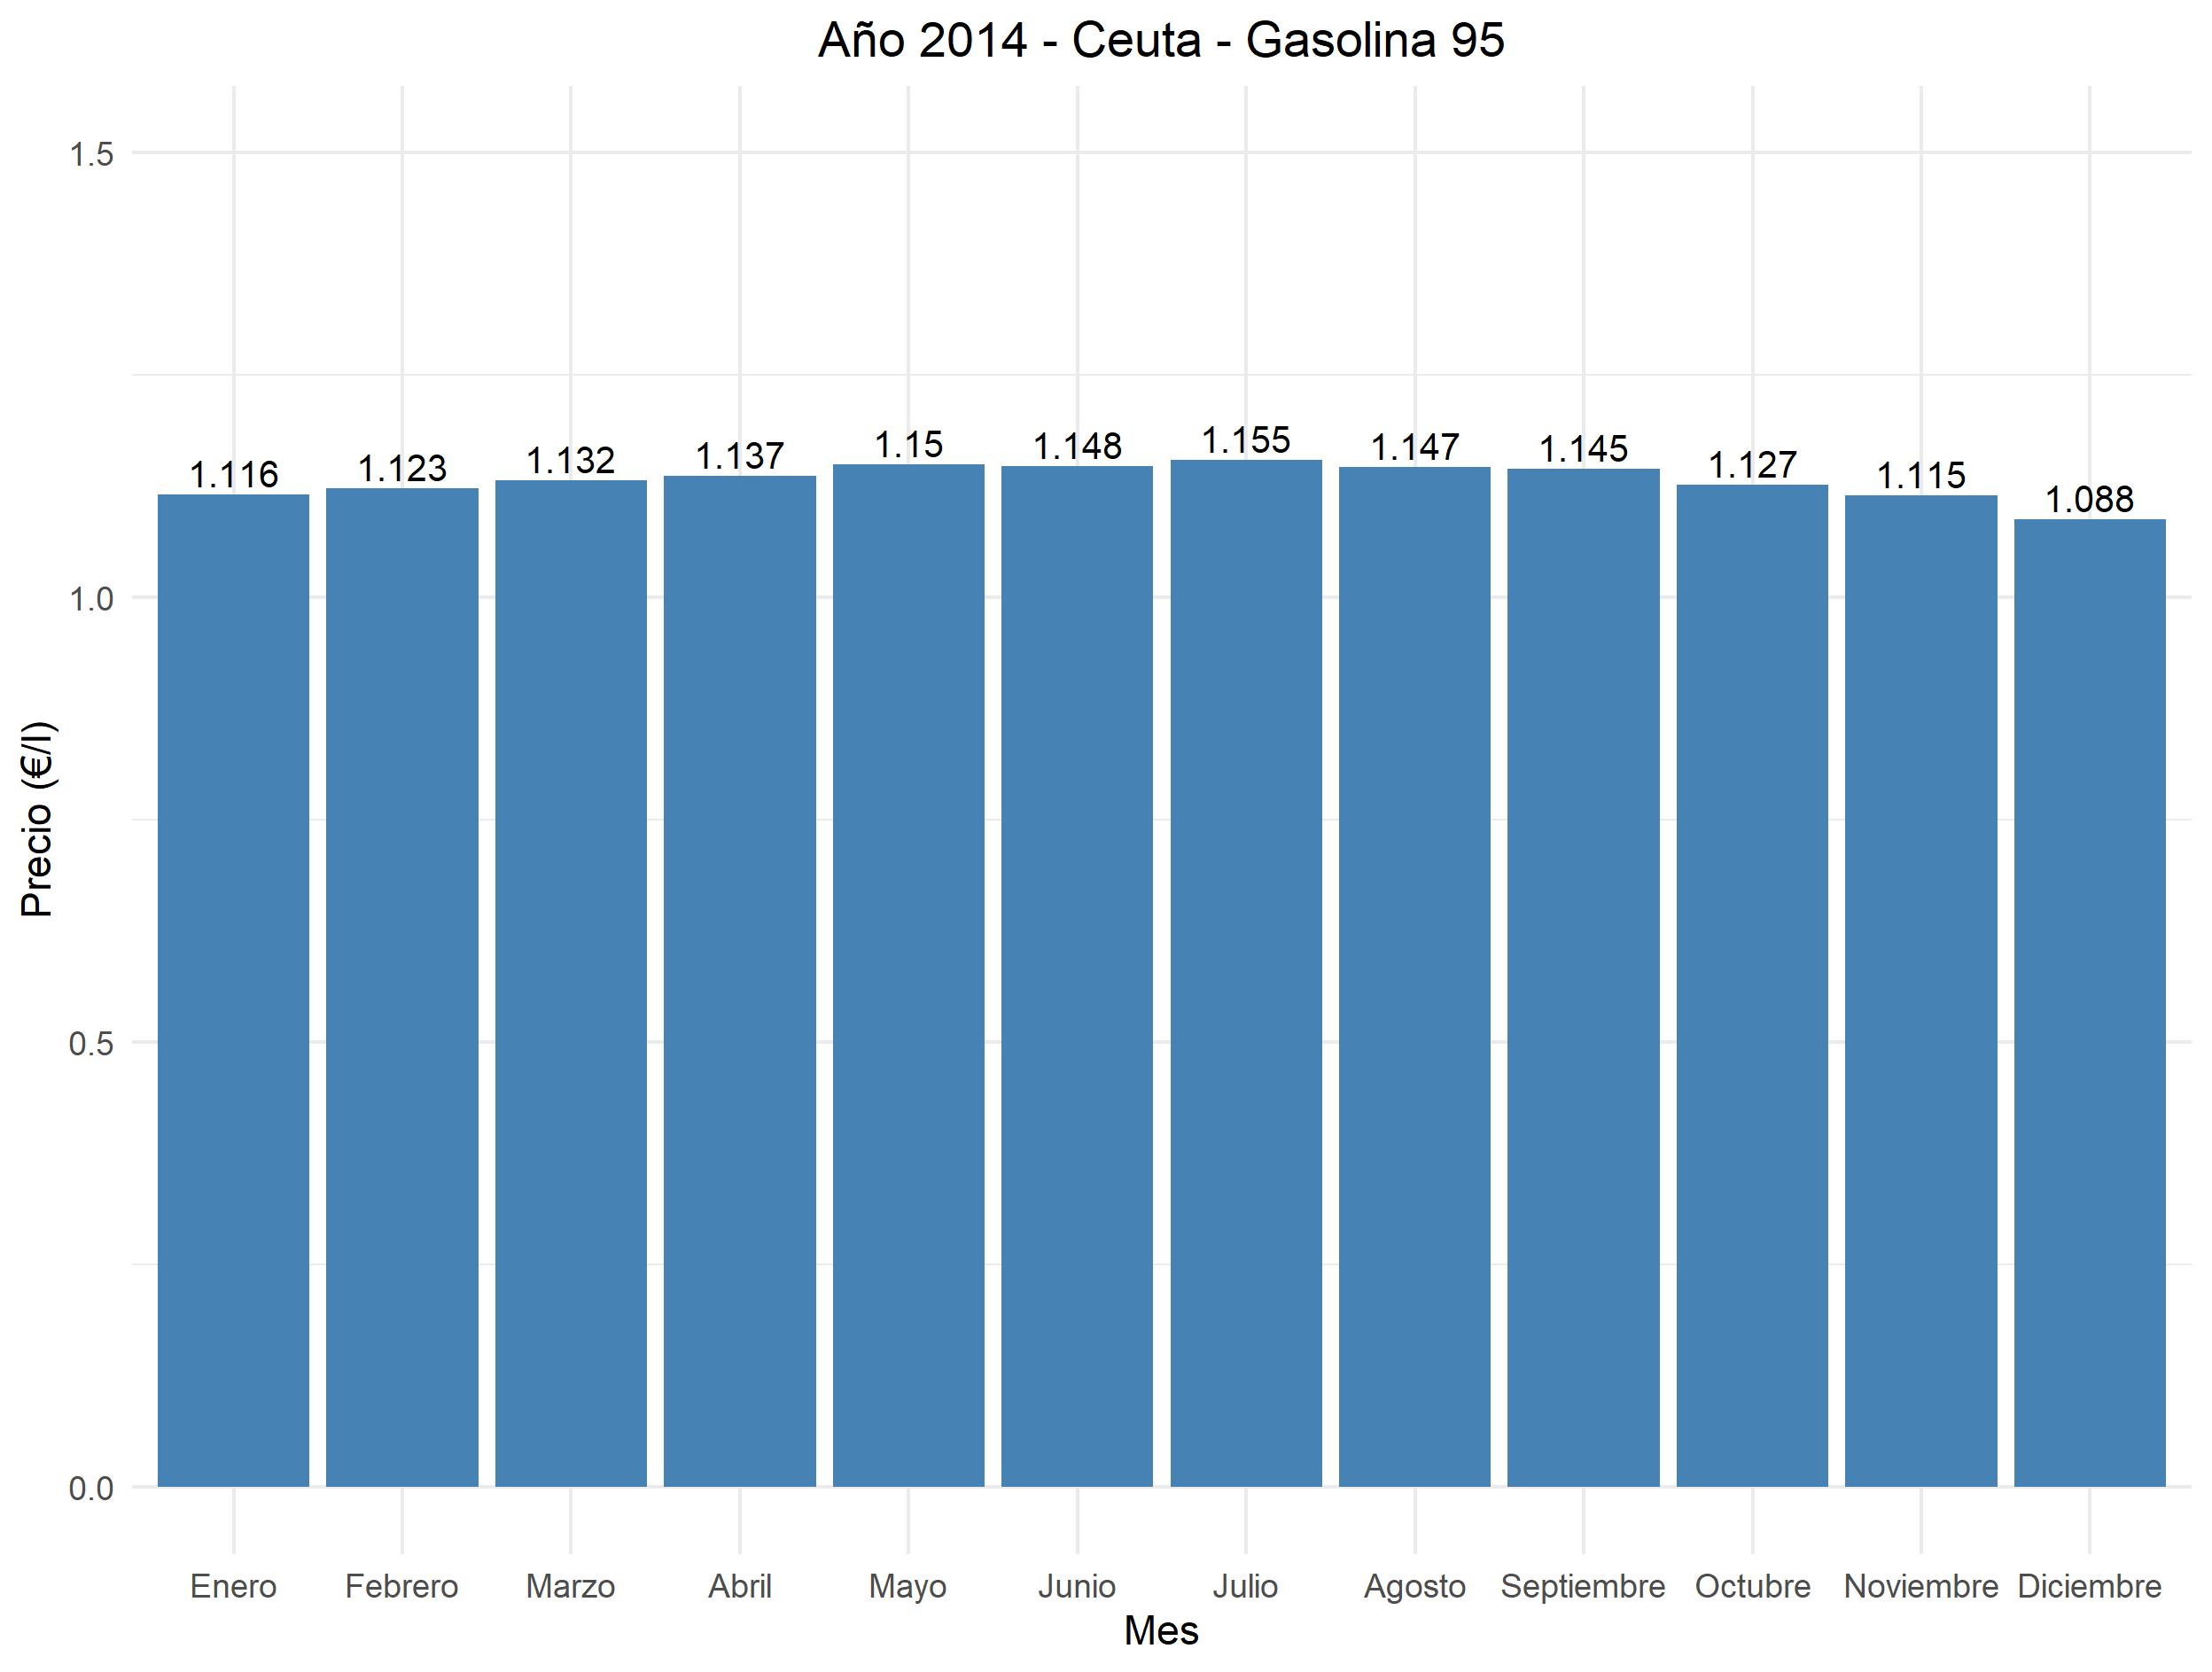 Año 2014 - Ceuta - Gasolina 95
1.5
1.0
0.5
0.0
Precio (€/l)
1.116
1.123
1.132
1.137
1.15
1.148
1.155
1.147
1.145
1.127
1.115
1.088
Enero
Febrero
Marzo
Abril
Mayo
Junio
Julio
Agosto
Septiembre
Octubre
Noviembre
Diciembre
Mes